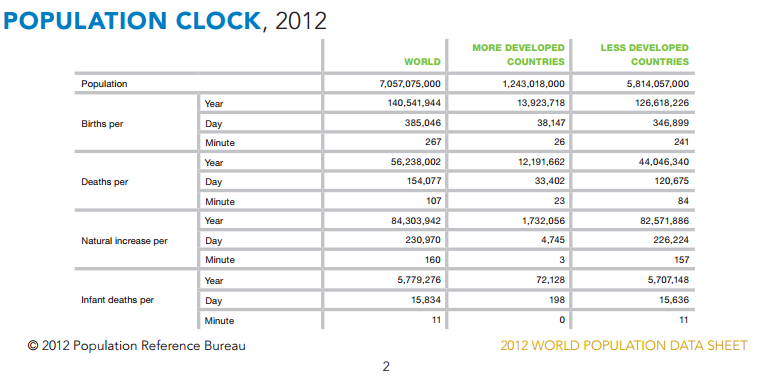 POPULATION CLOCK, 2012
WORLD MORE DEVELOPED COUNTRIES LESS DEVELOPED COUNTRIES
Population 7,057,075,000 1,243,018,000 5,814,057,000
Births per Year 140,541,944 13,923,718 126,618,226
Day 385,046 38,147 346,899
Minute 267 26 241
Deaths per Year 56,238,002 12,191,662 44,046,340
Day 154,077 33,402 120,675
Minute 107 23 84
Natural increase per Year 84,303,942 1,732,056 82,571,886
Day 230,970 4,745 226,224
Minute 160 3 157
Infant deaths per Year 5,779,276 72,128 5,707,148
Day 15,834 198 15,636
Minute 11 0 11
© 2012 Population Reference Bureau 2012 WORLD POPULATION DATA SHEET
2